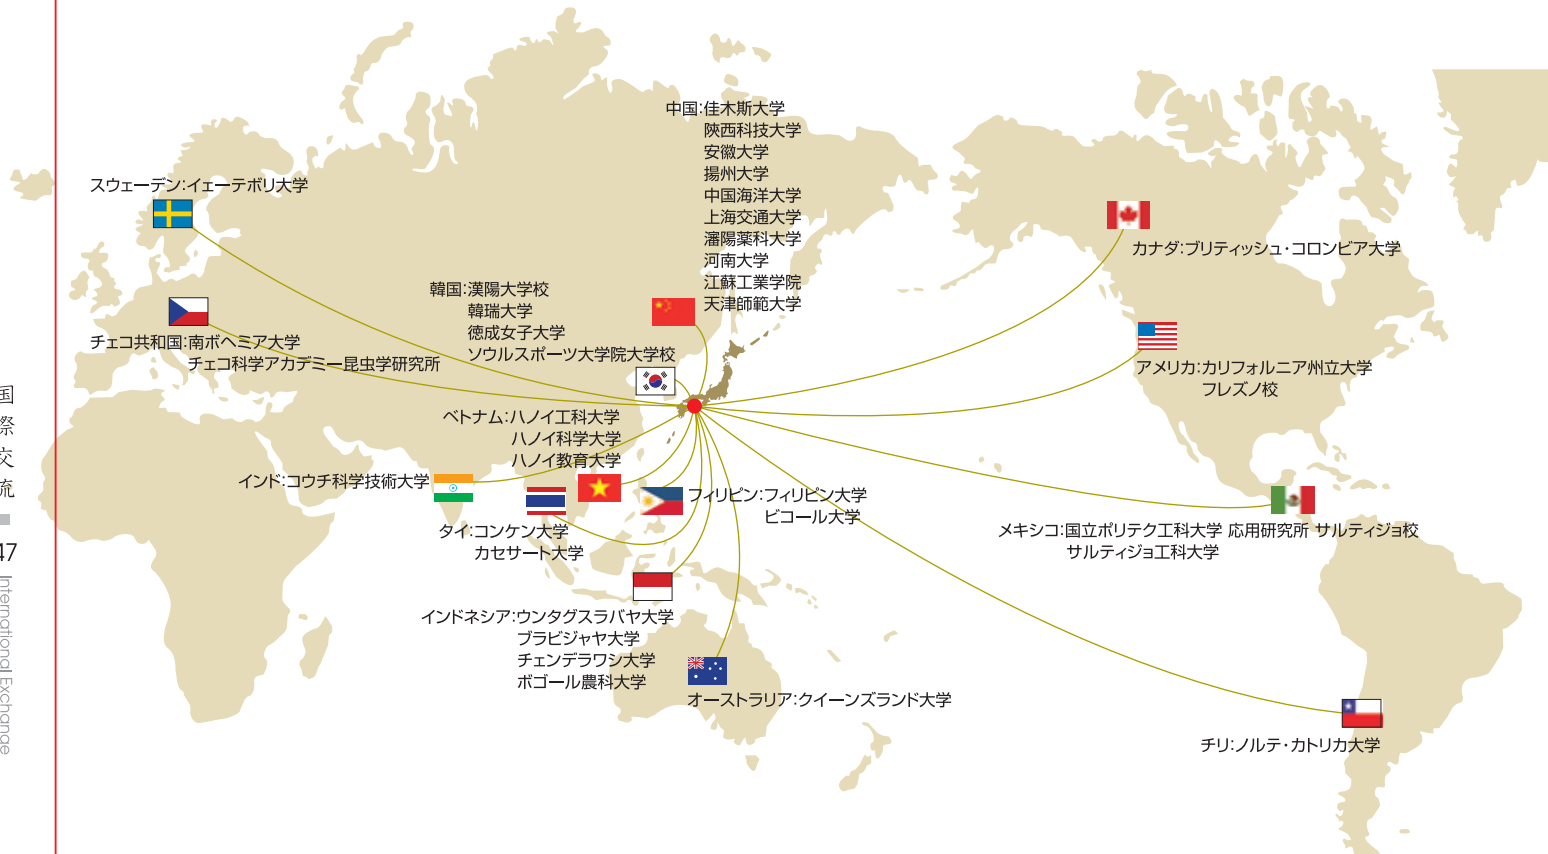 中国:佳木斯大学
陝西科技大学
安徽大学
揚州大学
中国海洋大学
上海交通大学
瀋陽薬科大学
河南大学
江蘇工業学院
天津師範大学
スウェーデン:イェーテボリ大学
カナダ:ブリティッシュ・コロンビア大学
韓国:漢陽大学校
韓瑞大学
徳成女子大学
ソウルスポーツ大学院大学校
チェコ共和国:南ボヘミア大学
チェコ科学アカデミー昆虫学研究所
アメリカ:カリフォルニア州立大学
フレズノ校
ベトナム:ハノイ工科大学
ハノイ科学大学
ハノイ教育大学
インド:コウチ科学技術大学
フィリピン:フィリピン大学
ビコール大学
タイ:コンケン大学
カセサート大学
メキシコ:国立ポリテク工科大学 応用研究所 サルティジョ校
サルティジョ工科大学
インドネシア:ウンタグスラバヤ大学
ブラビジャヤ大学
チェンデラワシ大学
ボゴール農科大学
オーストラリア:クイーンズランド大学
チリ:ノルテ・カトリカ大学
国際交流
47
International Exchange